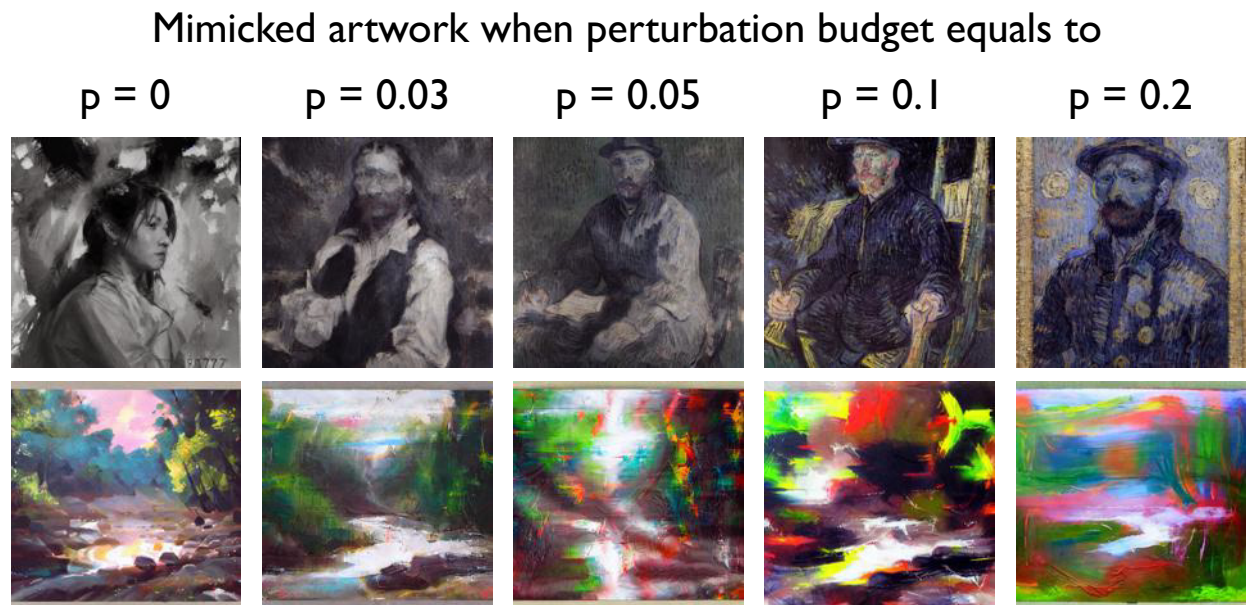 Mimicked artwork when perturbation budget equals to
p = 0 p = 0.03 p = 0.05 p = 0.1 p = 0.2